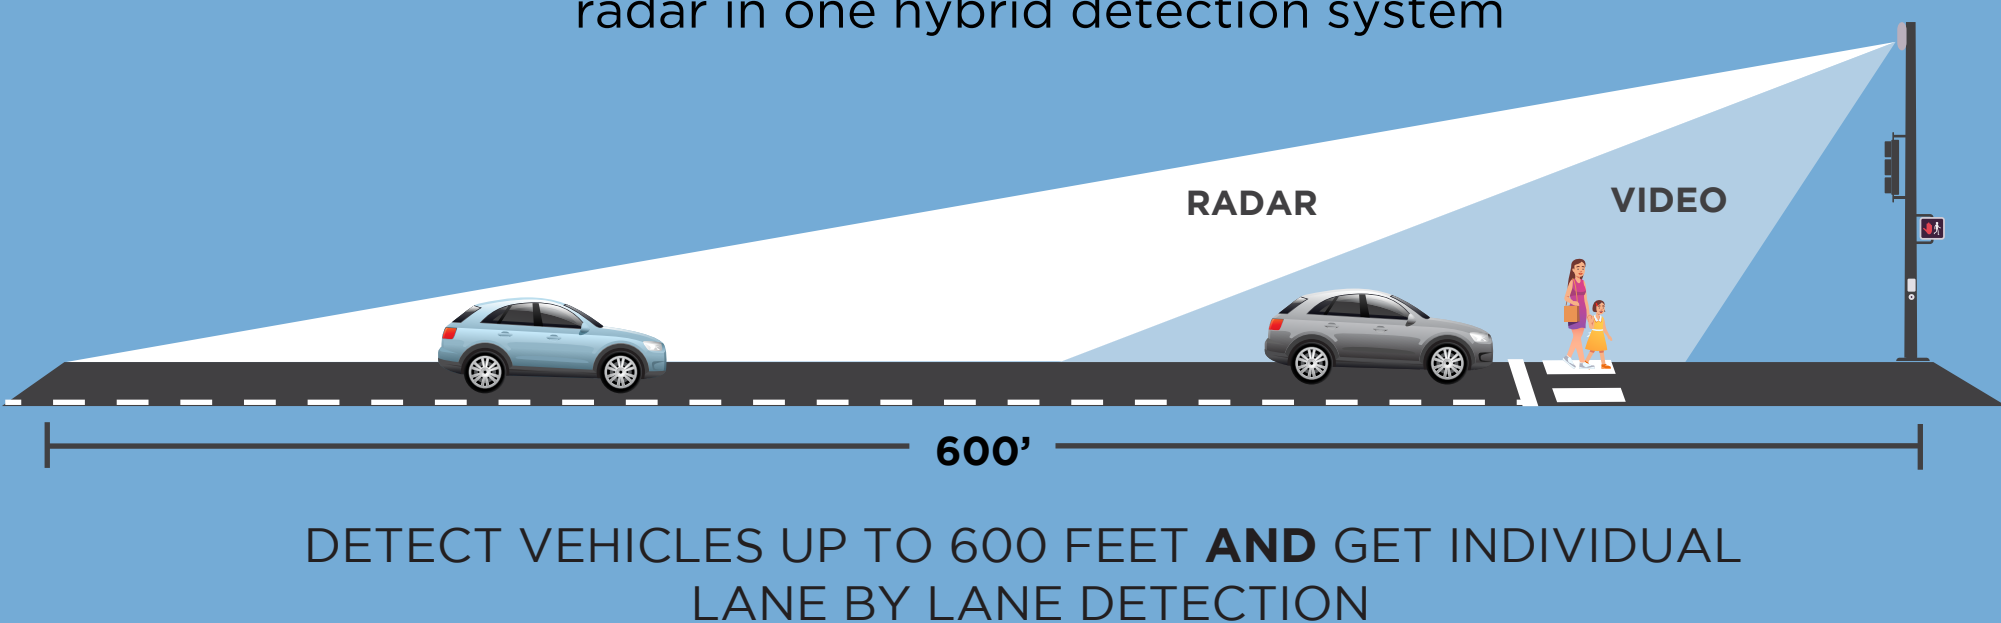 radar in one hybrid detection system
RADAR
VIDEO
600’
DETECT VEHICLES UP TO 600 FEET AND GET INDIVIDUAL
LANE BY LANE DETECTION